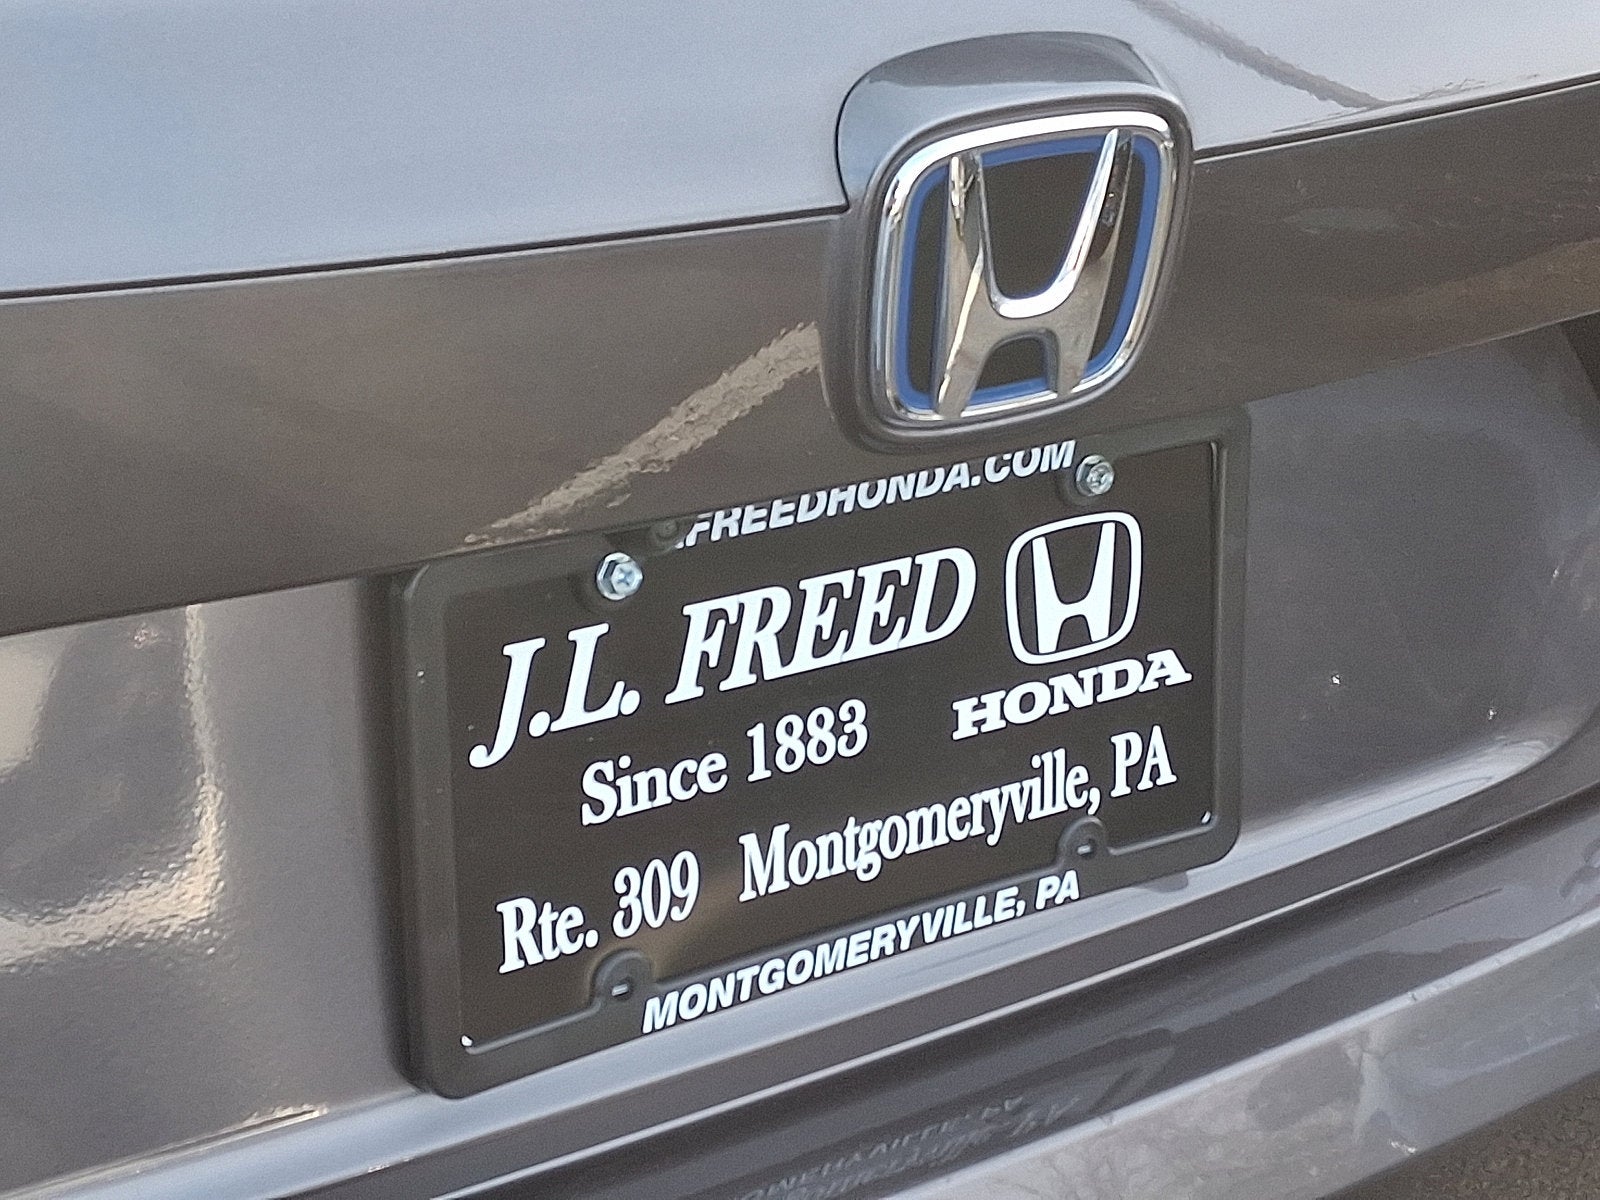 .FREEDHONDA.COM
J.L. FREED
HONDA
Since 1883
Rte. 309 Montgomeryville, PA
MONTGOMERYVILLE, PA